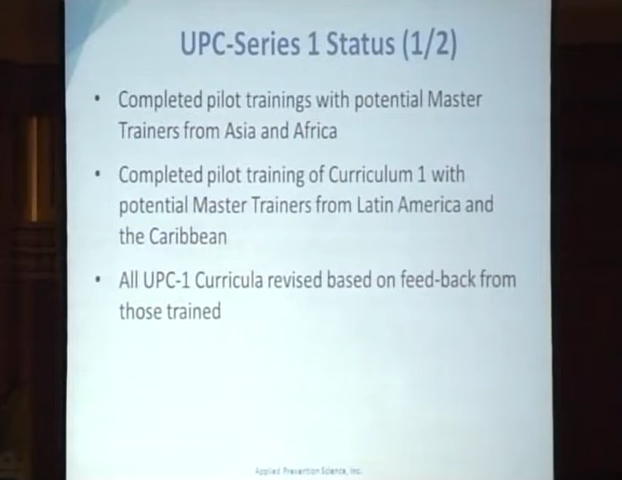 UPC-Series 1 Status (1/2)
• Completed pilot trainings with potential Master
Trainers from Asia and Africa
• Completed pilot training of Curriculum 1 with
potential Master Trainers from Latin America and
the Caribbean
• All UPC-1 Curricula revised based on feed-back from
those trained
Applied Prevention Science, Inc.